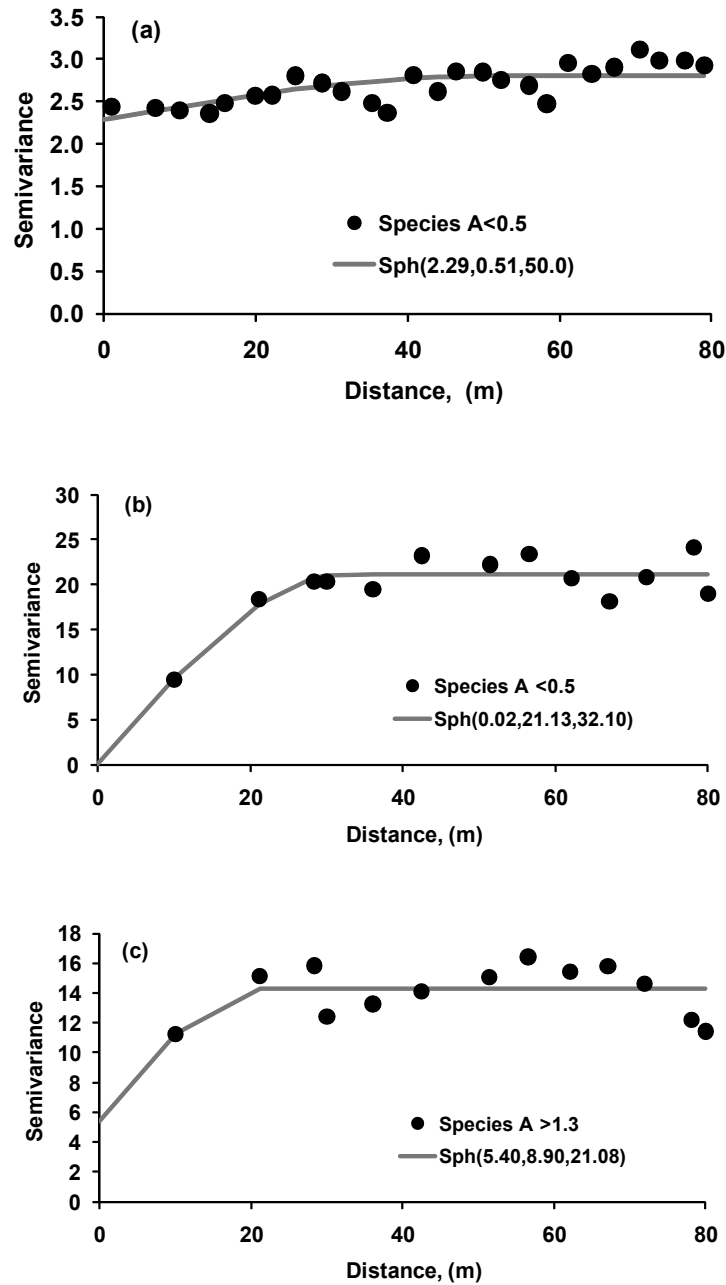 (a)
3.5
3.0
2.5
2.0
1.5
1.0
0.5
0.0
Semivariance
Species A<0.5
Sph(2.29,0.51,50.0)
0 20 40 60 80
Distance, (m)
(b)
30
25
20
15
10
5
0
Semivariance
Species A <0.5
Sph(0.02,21.13,32.10)
0 20 40 60 80
Distance, (m)
(c)
18
16
14
12
10
8
6
4
2
0
Semivariance
Species A >1.3
Sph(5.40,8.90,21.08)
0 20 40 60 80
Distance, (m)